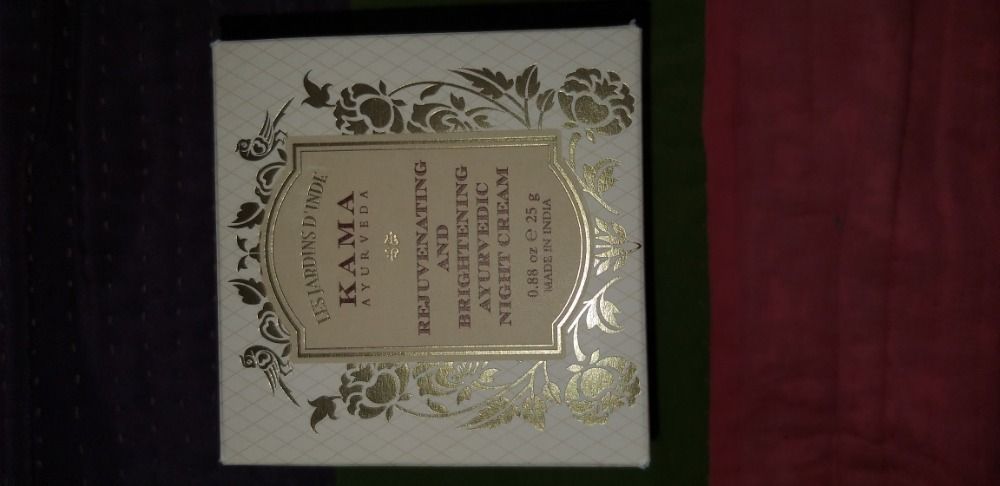 LES JARDINS D'INDE
KAMA
AYURVEDA
REJUVENATING
AND
BRIGHTENING
AYURVEDIC
NIGHT CREAM
0.88 oz ℮ 25 g
MADE IN INDIA